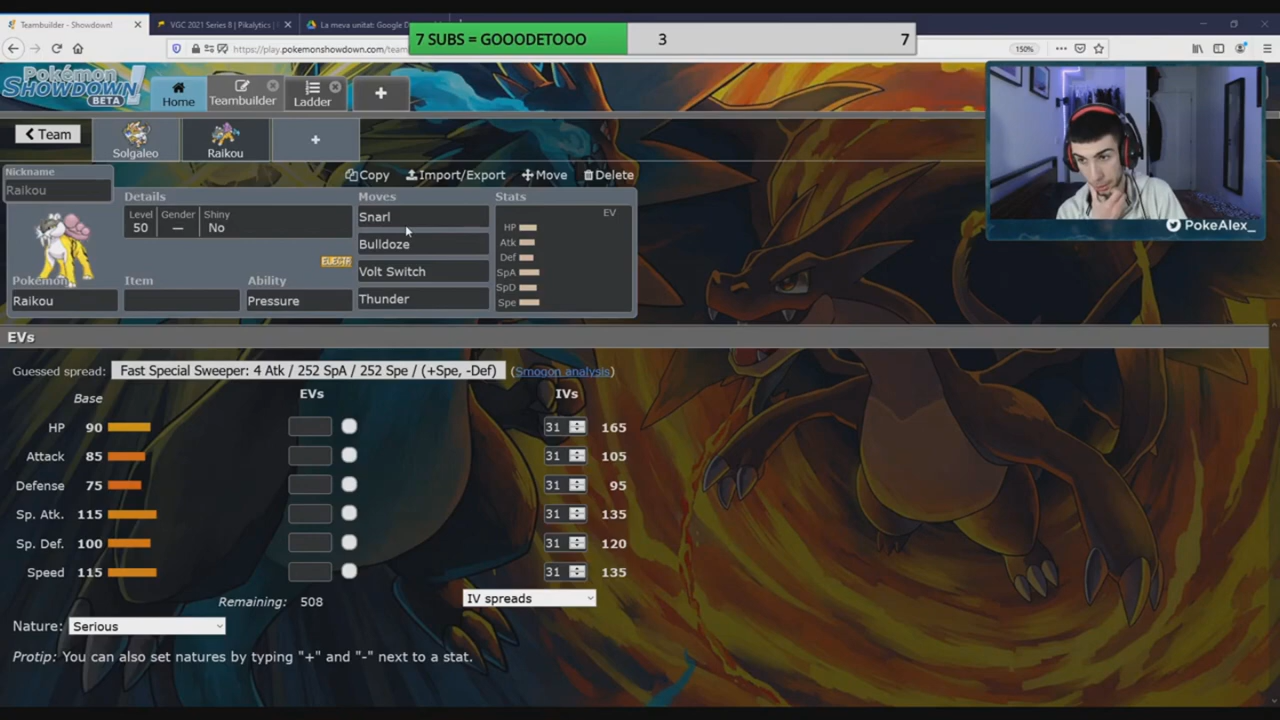 Teambuilder - Showdown!
VGC 2021 Series 8 | Pikalytics
La meva unitat: Google D
7 SUBS = GOOODETOOO 3 7
https://play.pokemonshowdown.com/team
150%
Pokémon
SHOWDOWN!
BETA
Home
Teambuilder
Ladder
Team
Solgaleo
Raikou
Nickname
Raikou
Copy Import/Export Move Delete
Details
Level Gender Shiny
50 — No
ELECTR
Pokémon Item Ability
Raikou Pressure
Moves
Snarl
Bulldoze
Volt Switch
Thunder
Stats
EV
HP
Atk
Def
SpA
SpD
Spe
PokeAlex_
EVs
Guessed spread: Fast Special Sweeper: 4 Atk / 252 SpA / 252 Spe / (+Spe, -Def) (Smogon analysis)
Base EVs IVs
HP 90 31 165
Attack 85 31 105
Defense 75 31 95
Sp. Atk. 115 31 135
Sp. Def. 100 31 120
Speed 115 31 135
Remaining: 508 IV spreads
Nature: Serious
Protip: You can also set natures by typing "+" and "-" next to a stat.